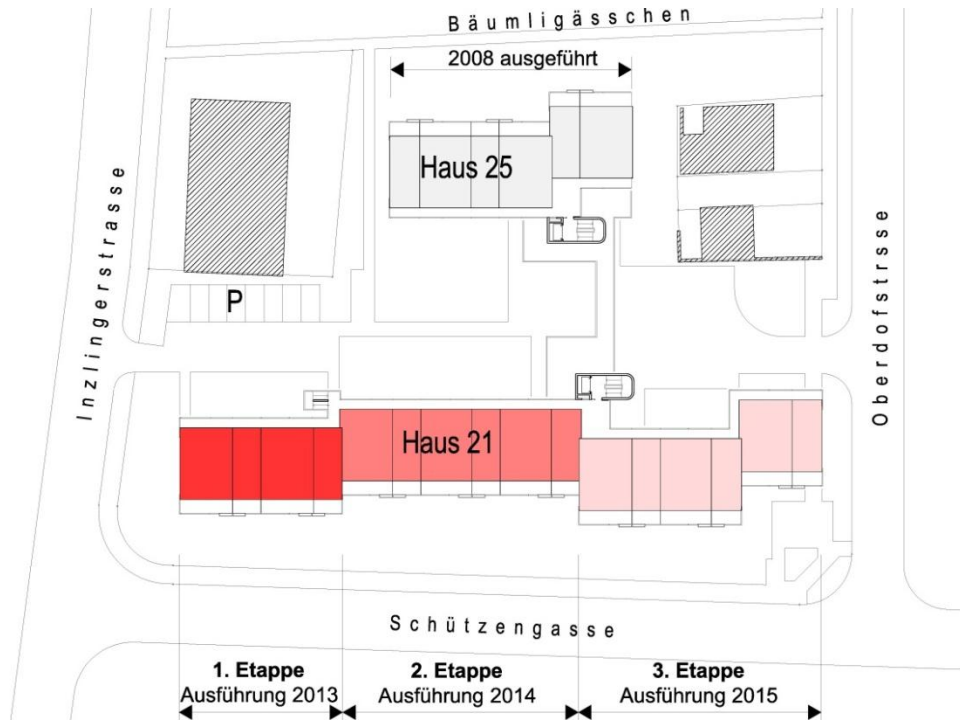 Bäumligässchen
2008 ausgeführt
Haus 25
Inzlingerstrasse
P
Oberdofstrsse
Haus 21
Schützengasse
1. Etappe
Ausführung 2013
2. Etappe
Ausführung 2014
3. Etappe
Ausführung 2015